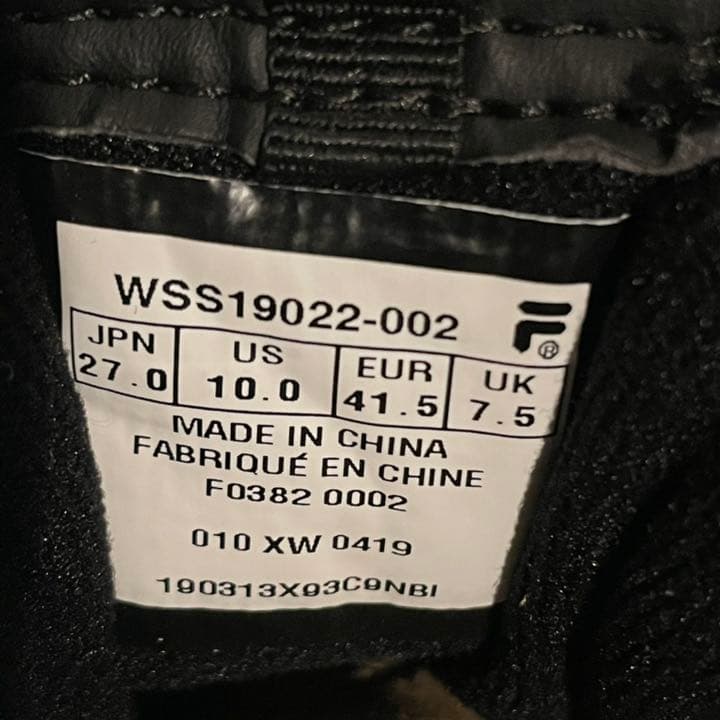 WSS19022-002
JPN US EUR UK
27.0 10.0 41.5 7.5
MADE IN CHINA
FABRIQUÉ EN CHINE
F0382 0002
010 XW 0419
190313X93C9NBI